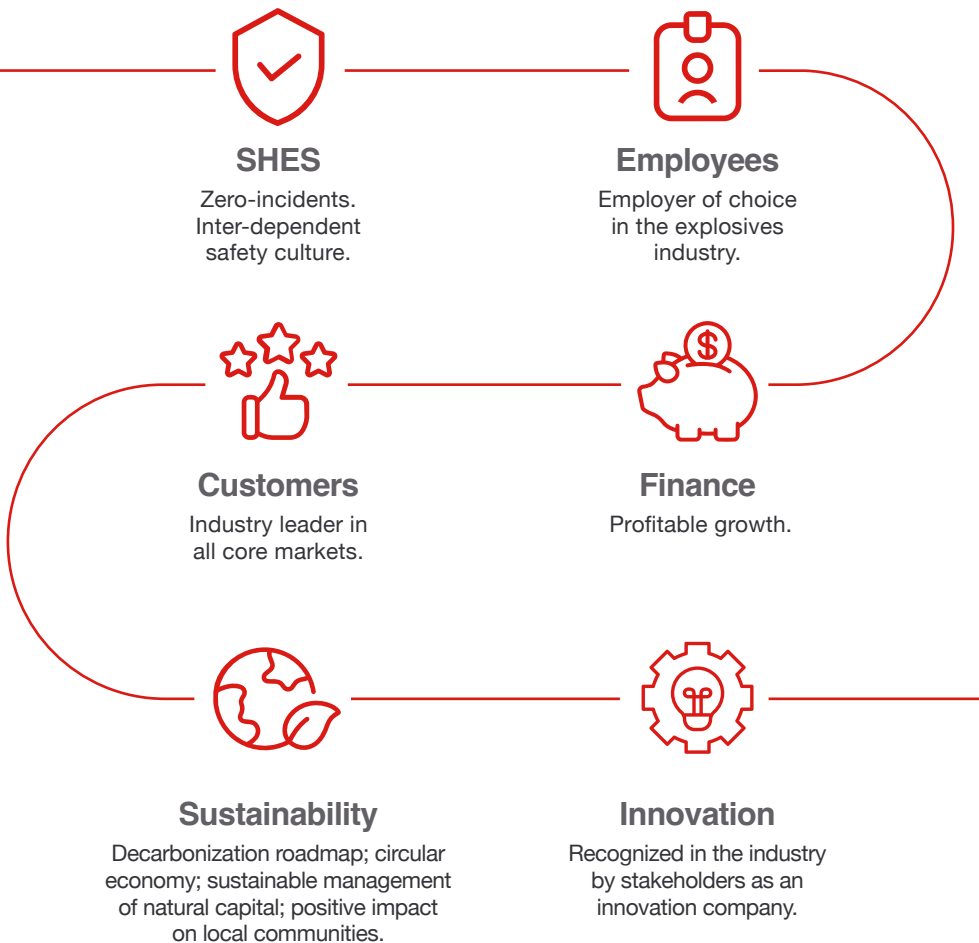 SHES
Zero-incidents.
Inter-dependent
safety culture.
Employees
Employer of choice
in the explosives
industry.
Customers
Industry leader in
all core markets.
$
Finance
Profitable growth.
Sustainability
Decarbonization roadmap; circular
economy; sustainable management
of natural capital; positive impact
on local communities.
Innovation
Recognized in the industry
by stakeholders as an
innovation company.